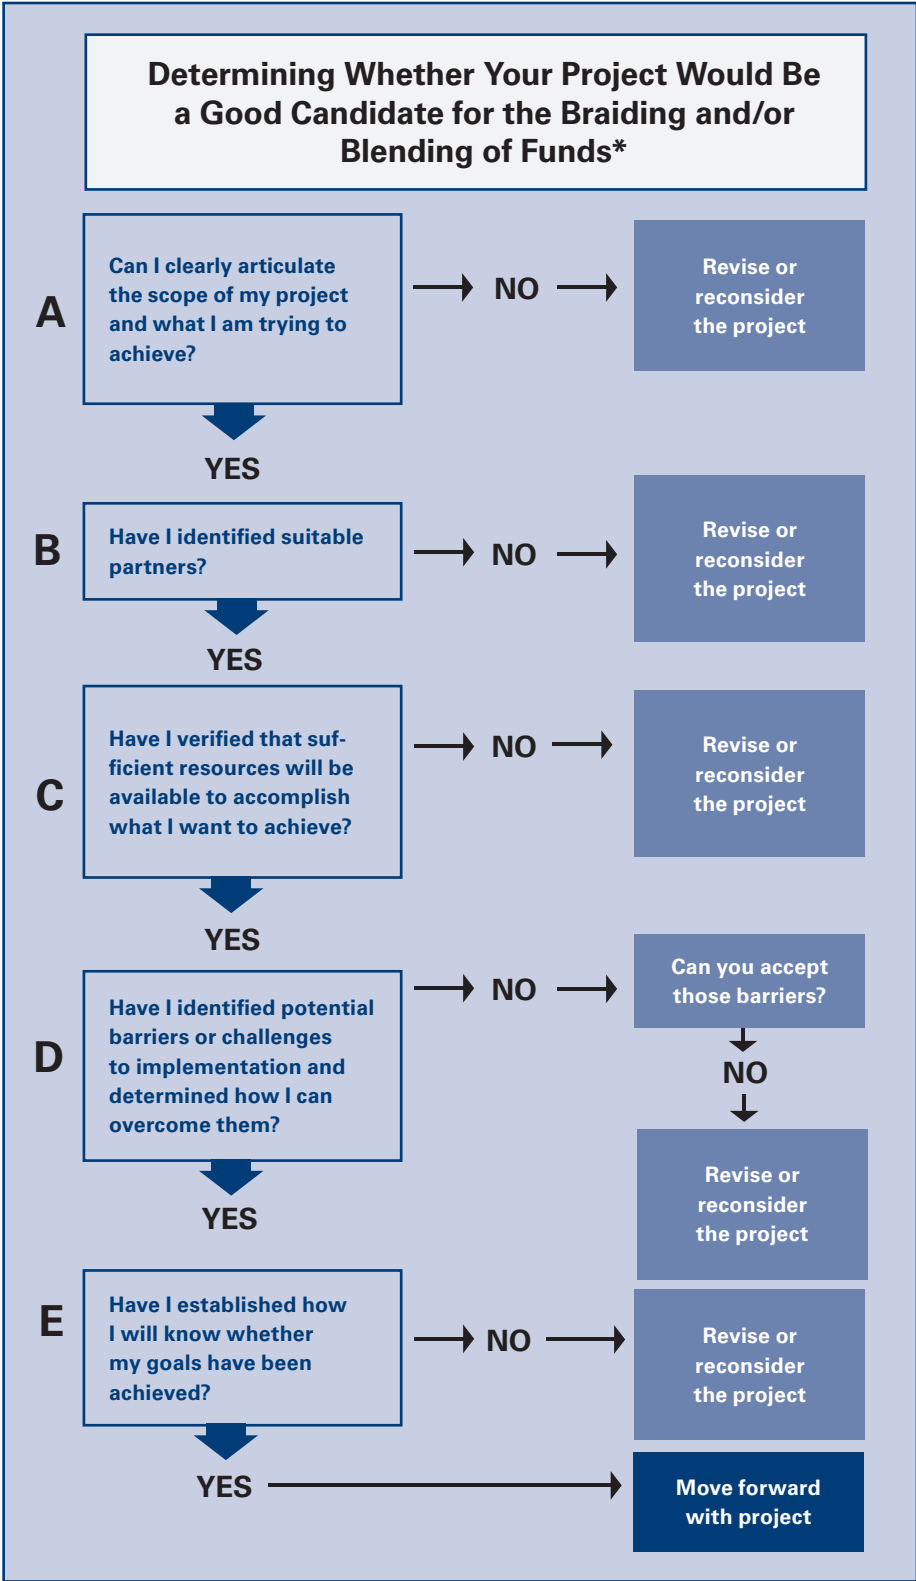 Determining Whether Your Project Would Be
a Good Candidate for the Braiding and/or
Blending of Funds*
A
Can I clearly articulate
the scope of my project
and what I am trying to
achieve?
NO
Revise or
reconsider
the project
YES
B
Have I identified suitable
partners?
NO
Revise or
reconsider
the project
YES
C
Have I verified that suf-
ficient resources will be
available to accomplish
what I want to achieve?
NO
Revise or
reconsider
the project
YES
D
Have I identified potential
barriers or challenges
to implementation and
determined how I can
overcome them?
NO
Can you accept
those barriers?
NO
Revise or
reconsider
the project
YES
E
Have I established how
I will know whether
my goals have been
achieved?
NO
Revise or
reconsider
the project
YES
Move forward
with project